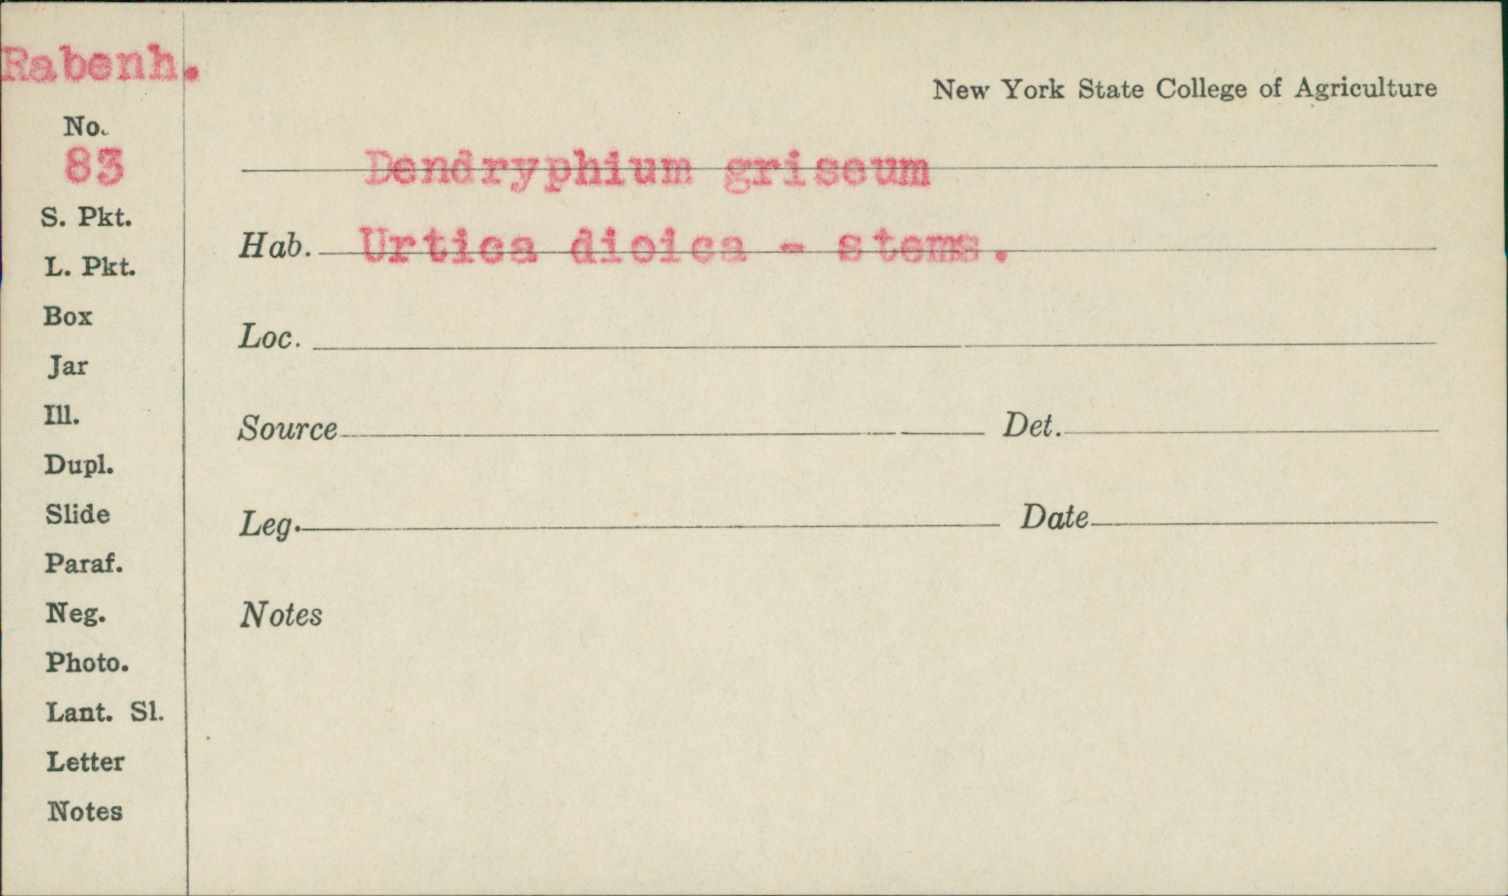 Rabenh.
New York State College of Agriculture
No.
83
Dendryphium griseum
S. Pkt.
Hab. Urtica dioica - stems.
L. Pkt.
Box
Loc.
Jar
Ill.
Source Det.
Dupl.
Slide
Leg. Date
Paraf.
Neg.
Notes
Photo.
Lant. Sl.
Letter
Notes